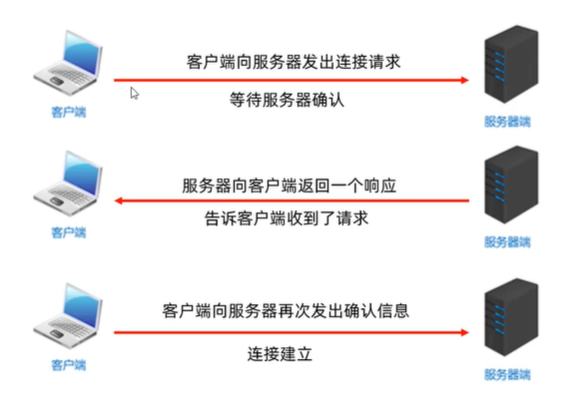 客户端向服务器发出连接请求
等待服务器确认
客户端
服务器端
服务器向客户端返回一个响应
告诉客户端收到了请求
客户端
服务器端
客户端向服务器再次发出确认信息
连接建立
客户端
服务器端